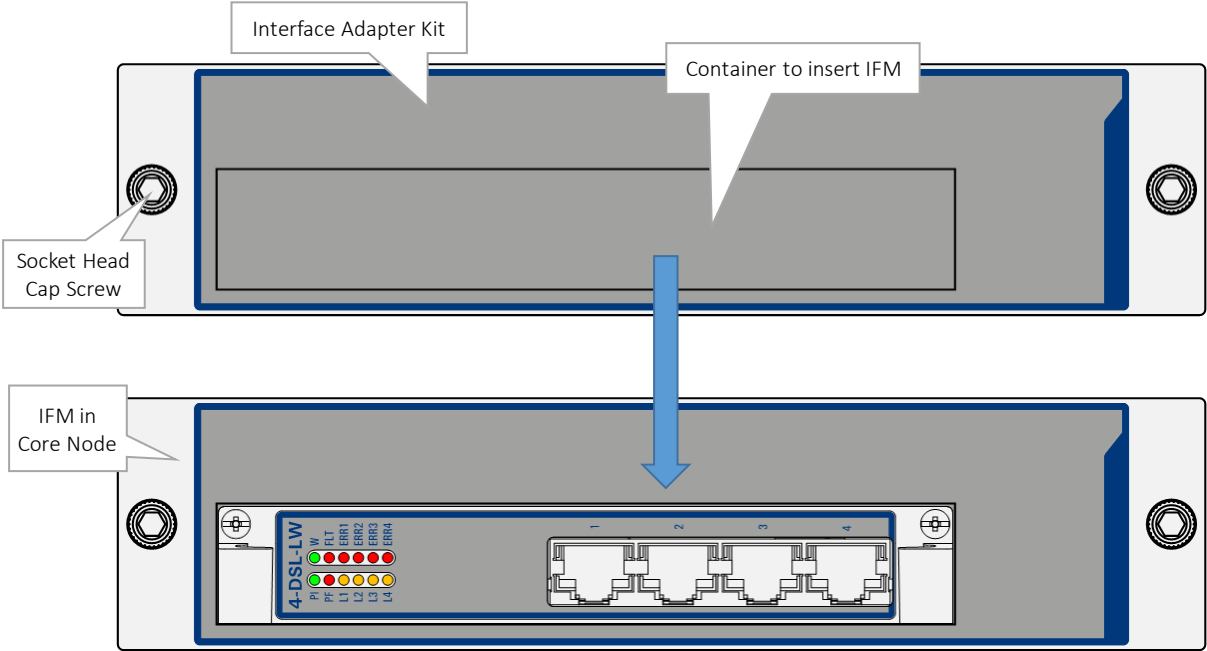 Interface Adapter Kit
Container to insert IFM
Socket Head
Cap Screw
IFM in
Core Node
4-DSL-LW
W
FLT
ERR1
ERR2
ERR3
ERR4
PI
PF
L1
L2
L3
L4
1
2
3
4